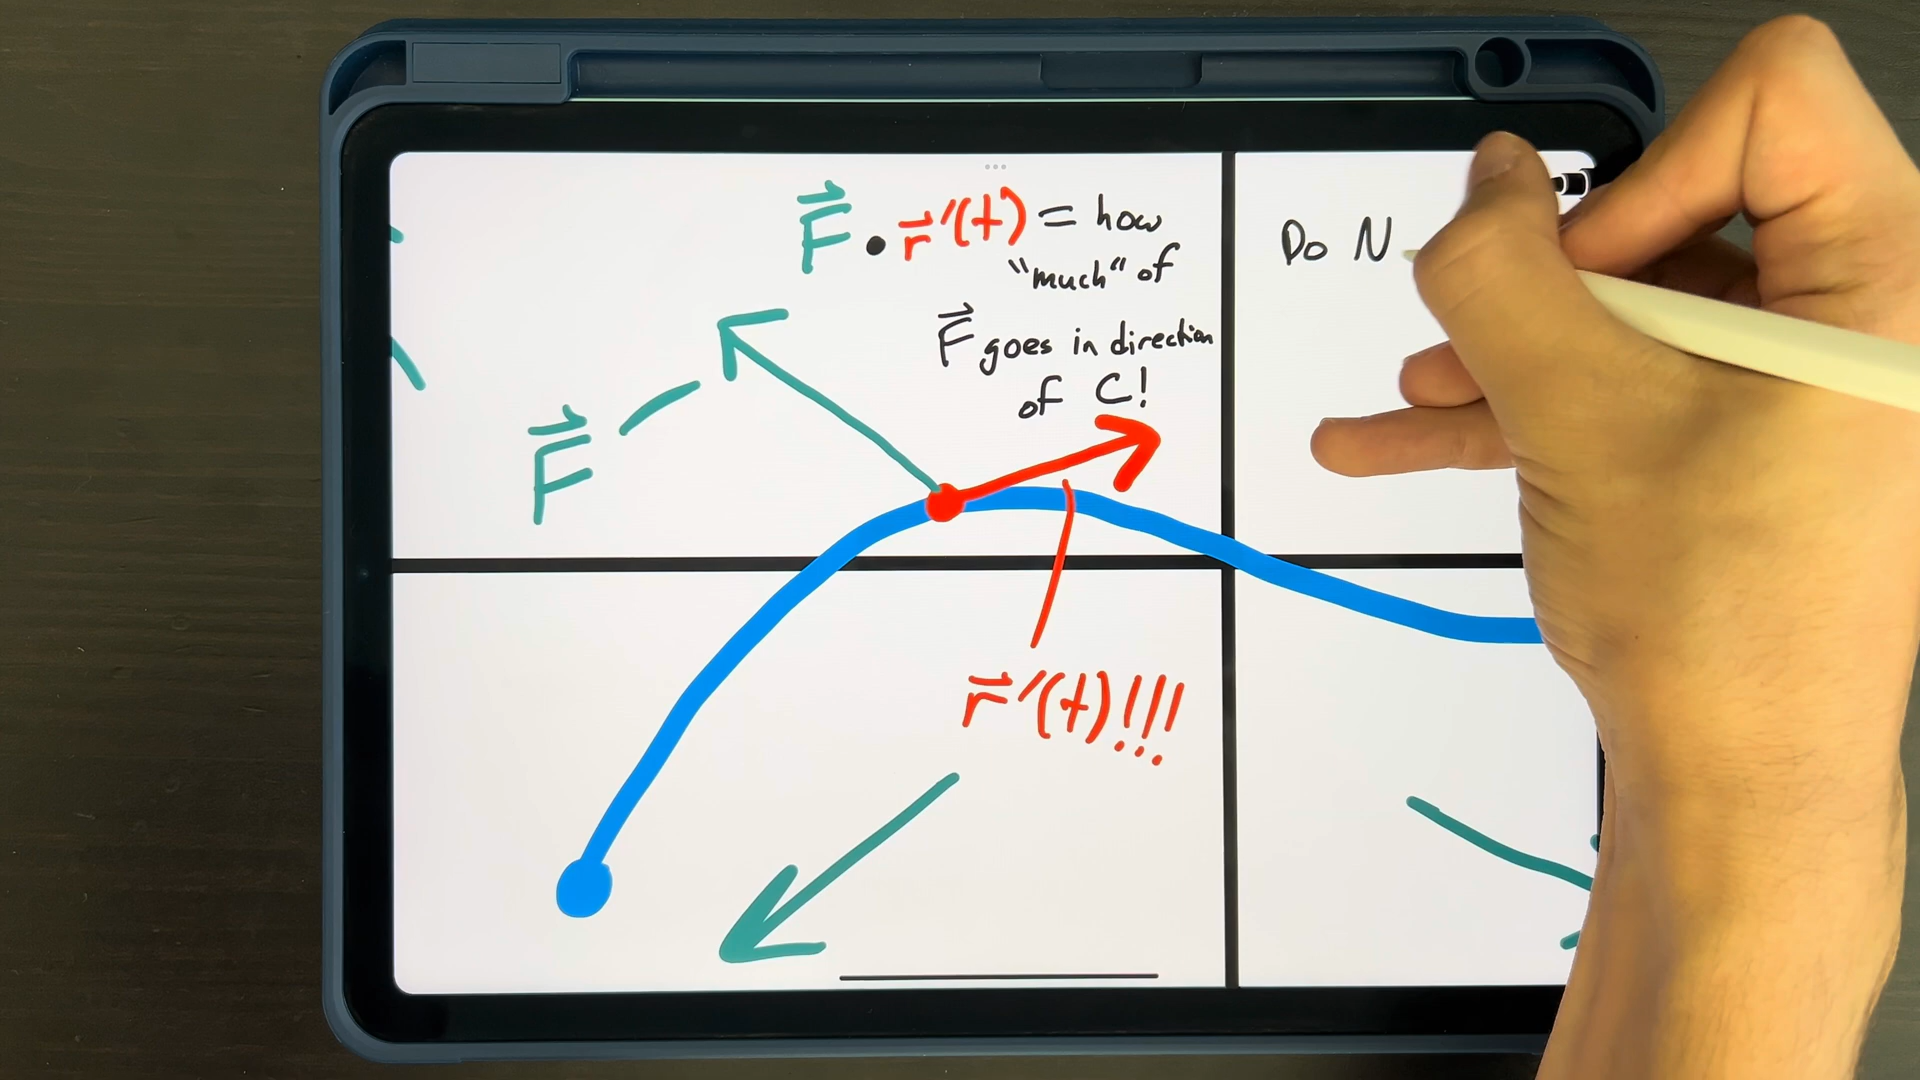 F⃗ • r⃗'(t) = how
"much" of
F⃗ goes in direction
of C!
Do N
F⃗
r⃗'(t)!!!